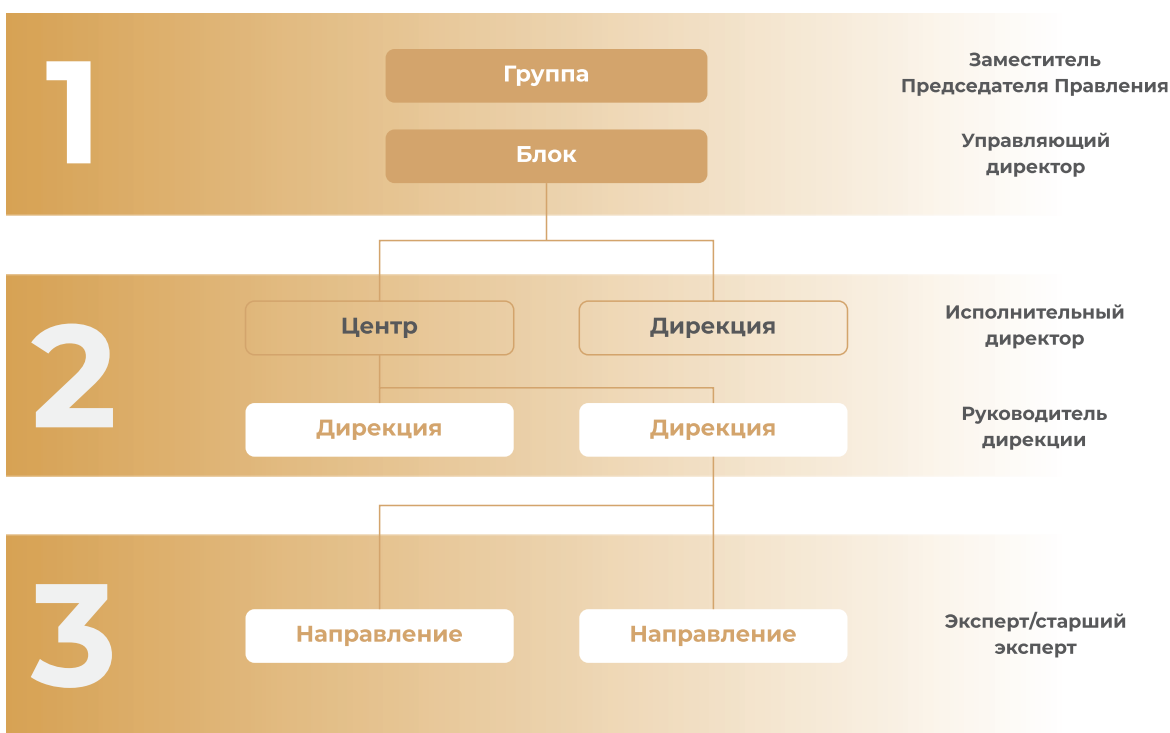 1
Группа
Заместитель
Председателя Правления
Блок
Управляющий
директор
2
Центр
Дирекция
Исполнительный
директор
Дирекция
Дирекция
Руководитель
дирекции
3
Направление
Направление
Эксперт/старший
эксперт